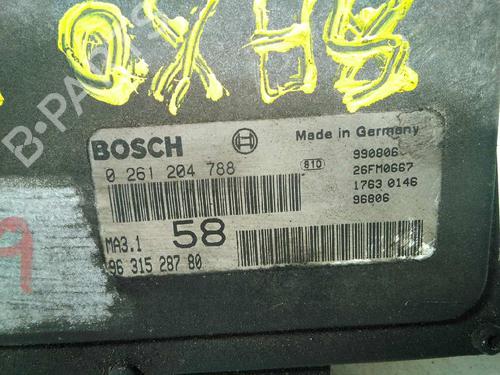 BOSCH
Made in Germany
0 261 204 788
810
990806
26FM0667
1763 0146
96806
MA3.1
58
96 315 287 80
B-PARTS